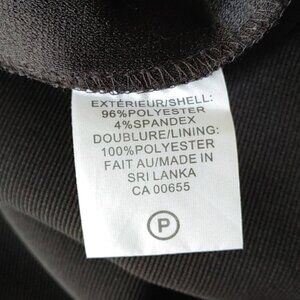 EXTÉRIEUR/SHELL:
96%POLYESTER
4%SPANDEX
DOUBLURE/LINING:
100%POLYESTER
FAIT AU/MADE IN
SRI LANKA
CA 00655
P